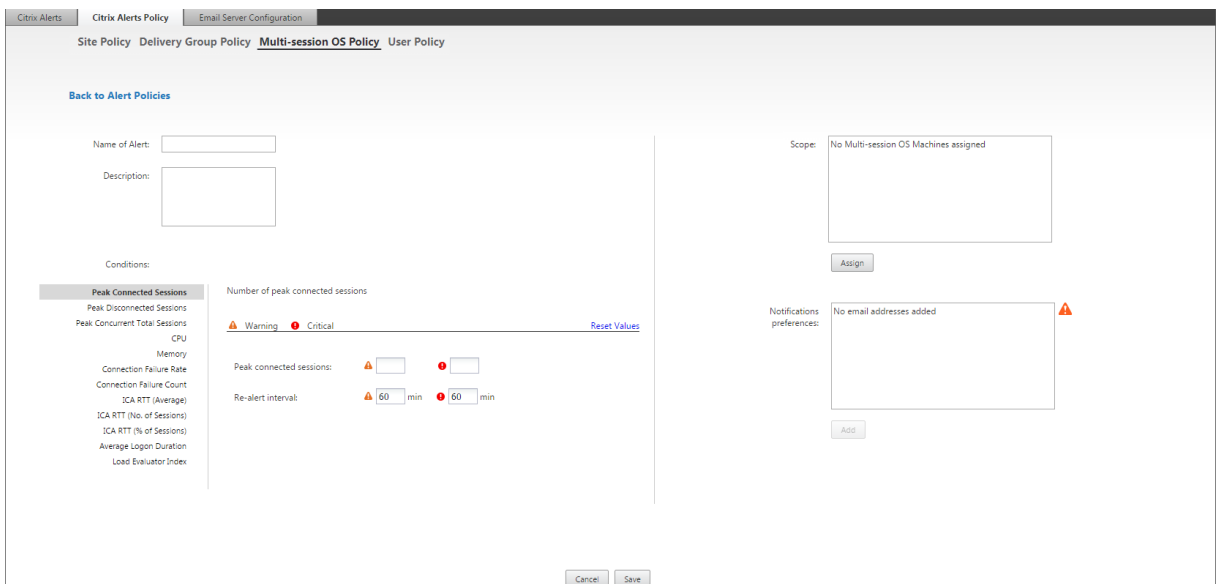 Citrix Alerts
Citrix Alerts Policy
Email Server Configuration
Site Policy Delivery Group Policy Multi-session OS Policy User Policy
Back to Alert Policies
Name of Alert:
Description:
Conditions:
Peak Connected Sessions
Peak Disconnected Sessions
Peak Concurrent Total Sessions
CPU
Memory
Connection Failure Rate
Connection Failure Count
ICA RTT (Average)
ICA RTT (No. of Sessions)
ICA RTT (% of Sessions)
Average Logon Duration
Load Evaluator Index
Number of peak connected sessions
Warning Critical Reset Values
Peak connected sessions:
Re-alert interval: 60 min 60 min
Scope: No Multi-session OS Machines assigned
Assign
Notifications preferences: No email addresses added
Add
Cancel Save